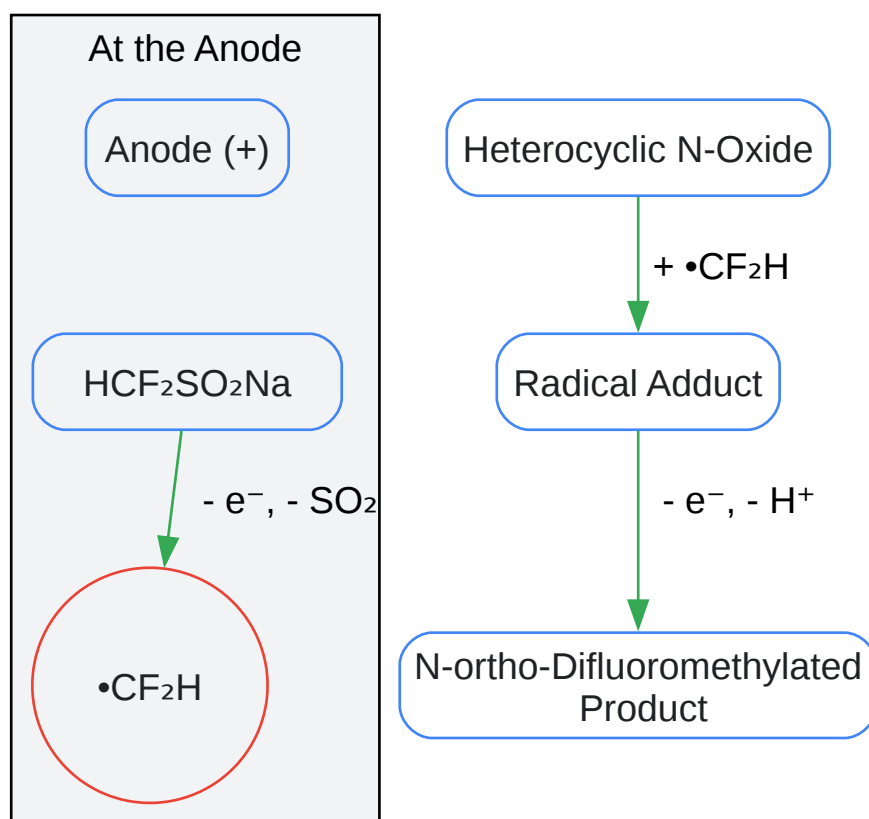 At the Anode
Anode (+)
HCF₂SO₂Na
- e⁻, - SO₂
•CF₂H
Heterocyclic N-Oxide
+ •CF₂H
Radical Adduct
- e⁻, - H⁺
N-ortho-Difluoromethylated
Product